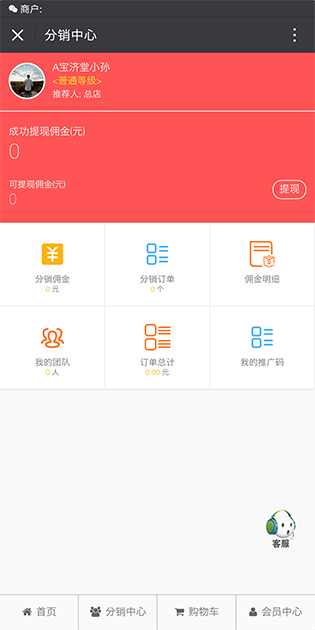 商户:
分销中心
A宝济堂小孙
<普通等级>
推荐人: 总店
成功提现佣金(元)
0
可提现佣金(元)
0
提现
分销佣金
0 元
分销订单
0 个
佣金明细
我的团队
0 人
订单总计
0.00 元
我的推广码
客服
首页
分销中心
购物车
会员中心